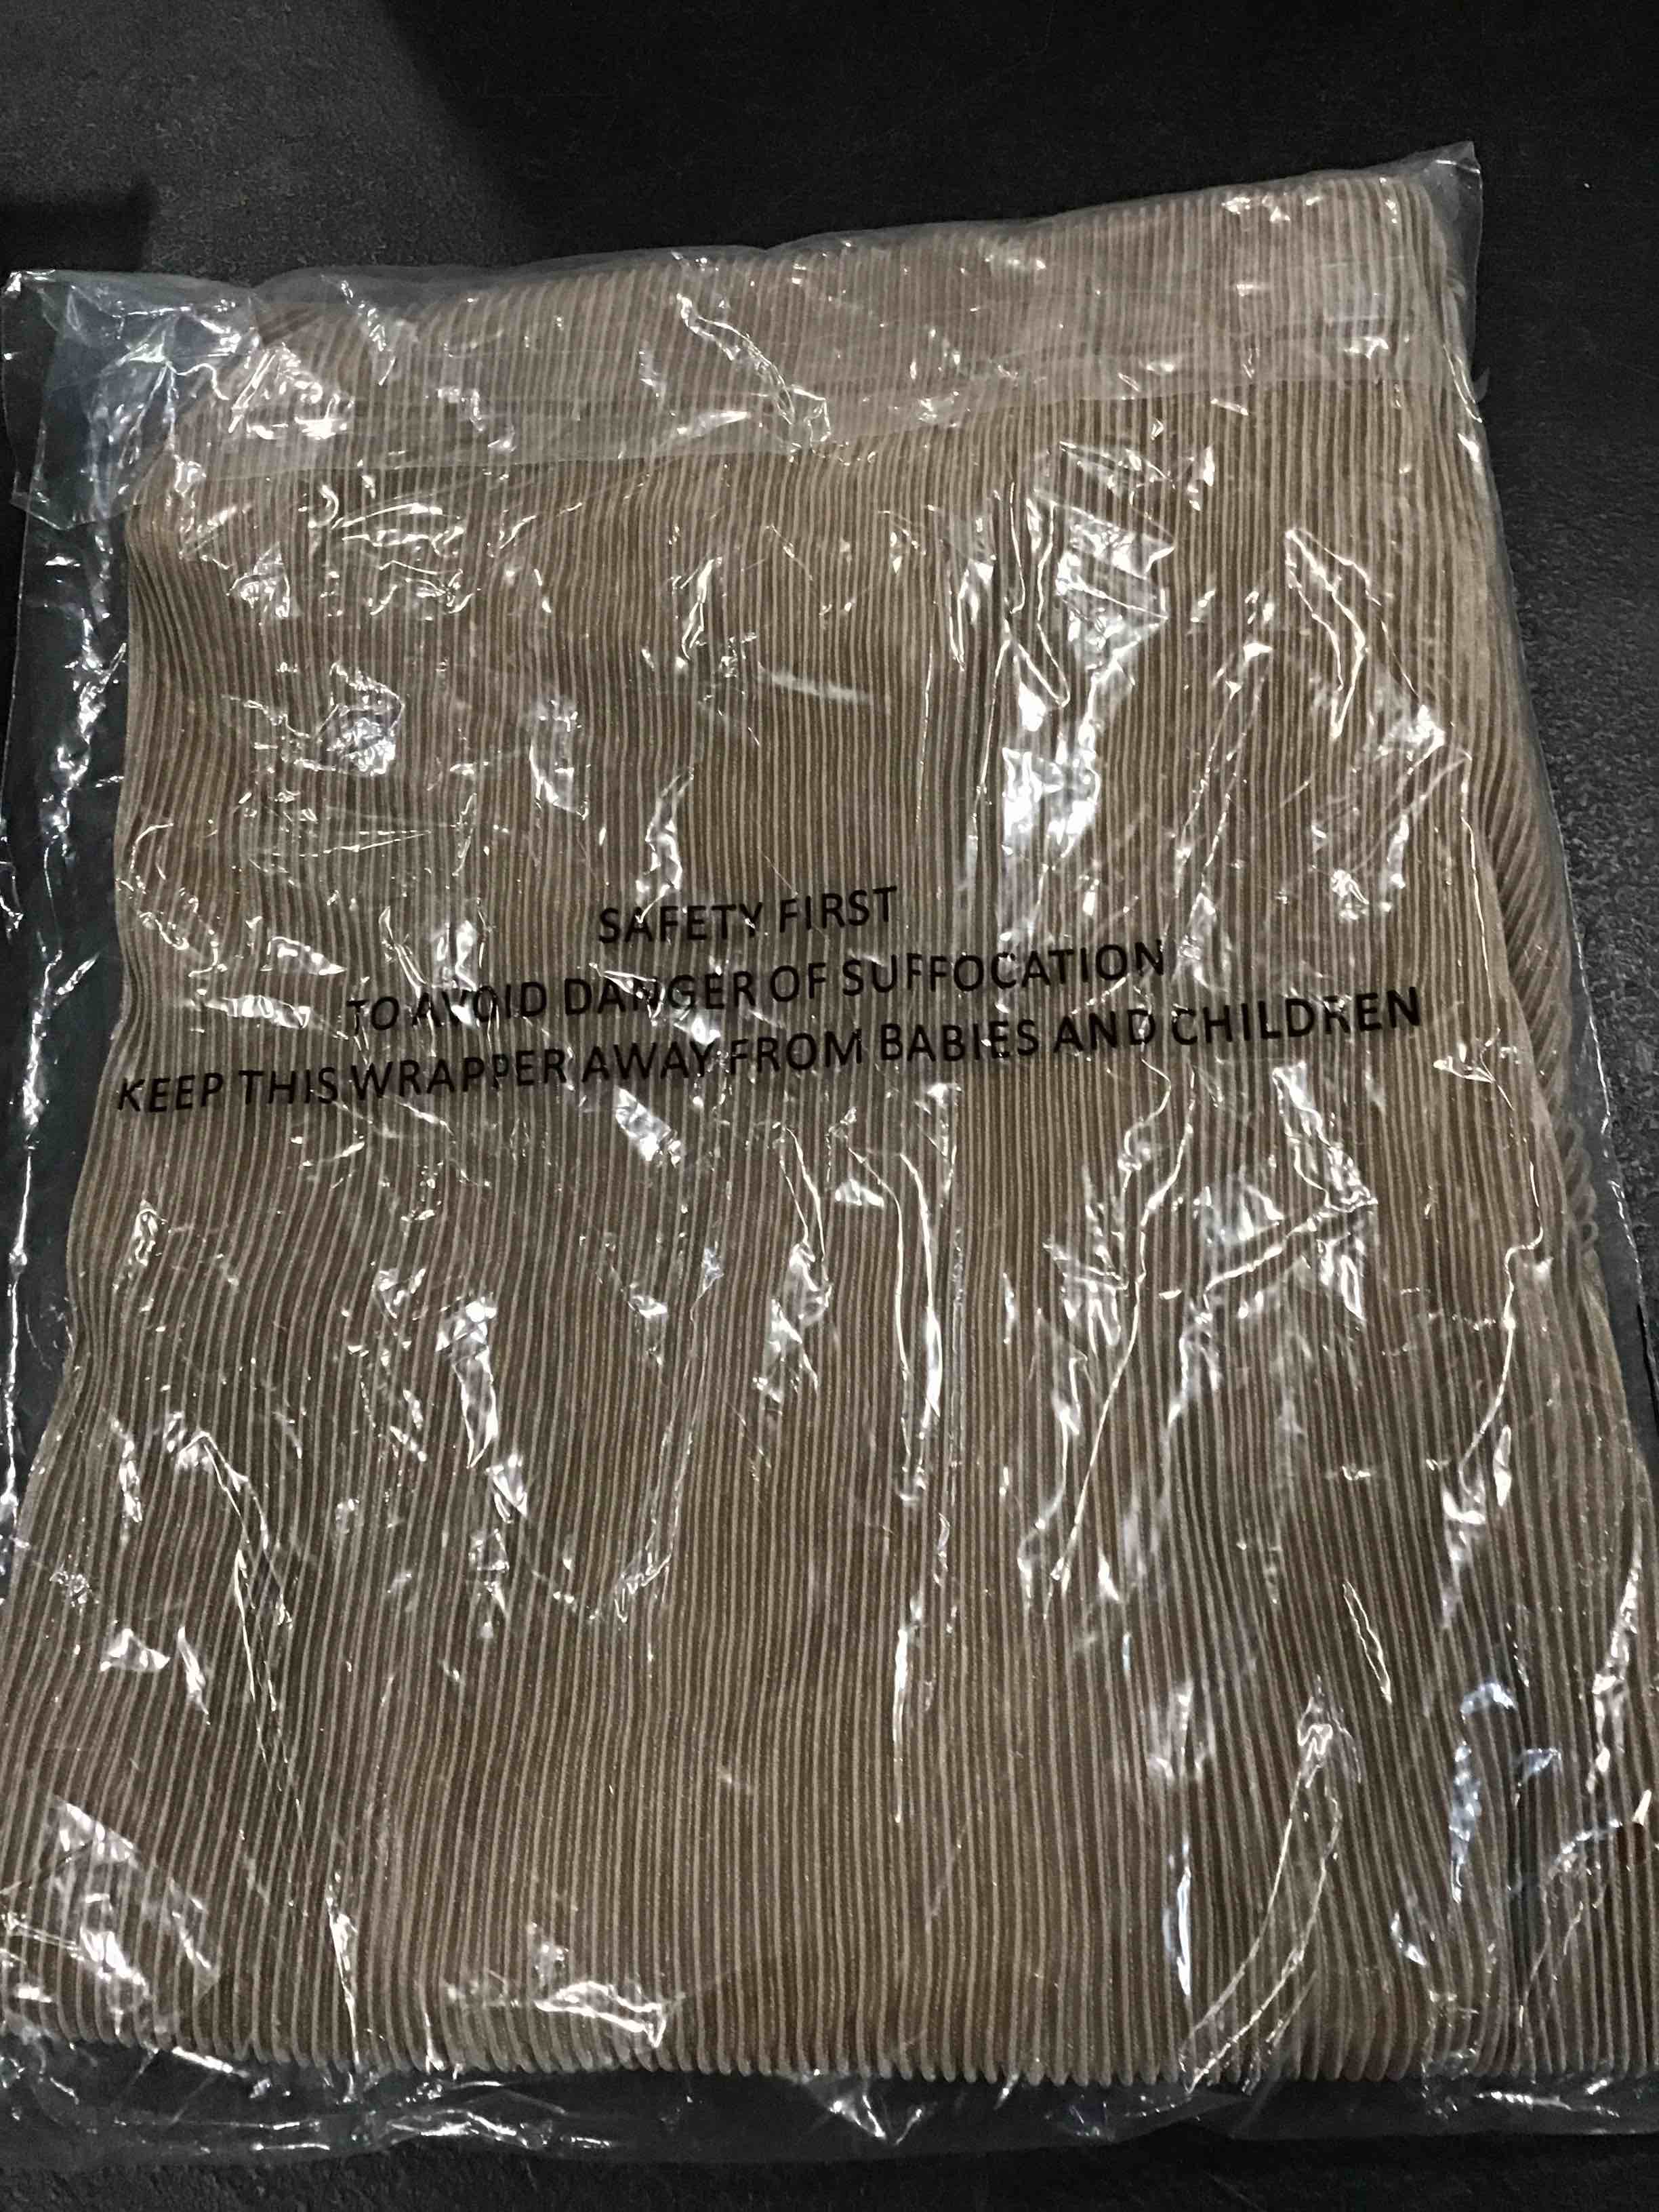 SAFETY FIRST
TO AVOID DANGER OF SUFFOCATION
KEEP THIS WRAPPER AWAY FROM BABIES AND CHILDREN